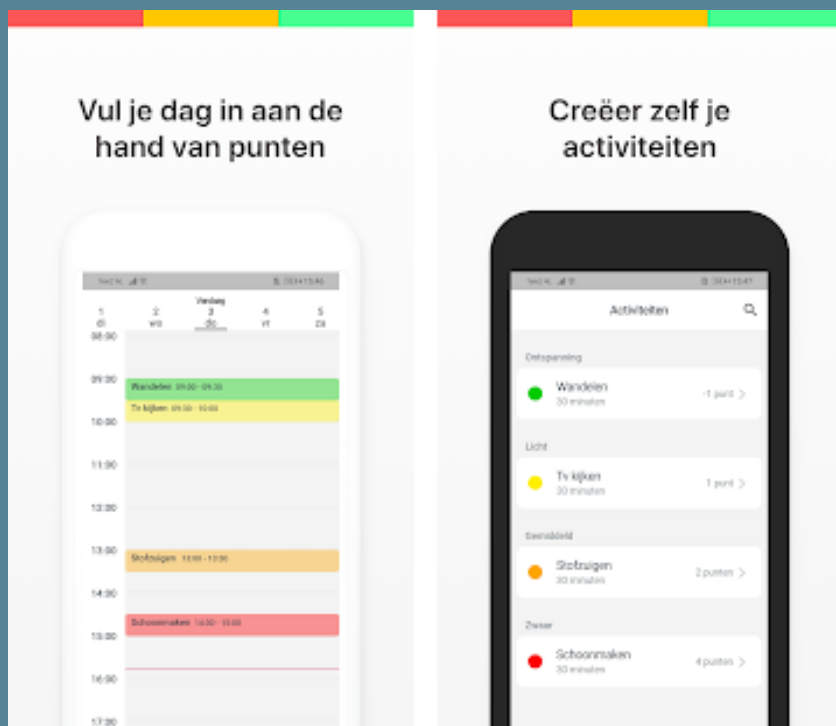 Vul je dag in aan de
hand van punten
Vandaag
1 2 3 4 5
di wo do vr za
08:00
09:00
Wandelen 09:00 - 09:30
Tv kijken 09:30 - 10:00
10:00
11:00
12:00
13:00
Stofzuigen 13:00 - 13:30
14:00
Schoonmaken 14:30 - 15:00
15:00
16:00
17:00
Creëer zelf je
activiteiten
Activiteiten
Ontspanning
Wandelen
30 minuten
-1 punt
Licht
Tv kijken
30 minuten
1 punt
Gemiddeld
Stofzuigen
30 minuten
2 punten
Zwaar
Schoonmaken
30 minuten
4 punten